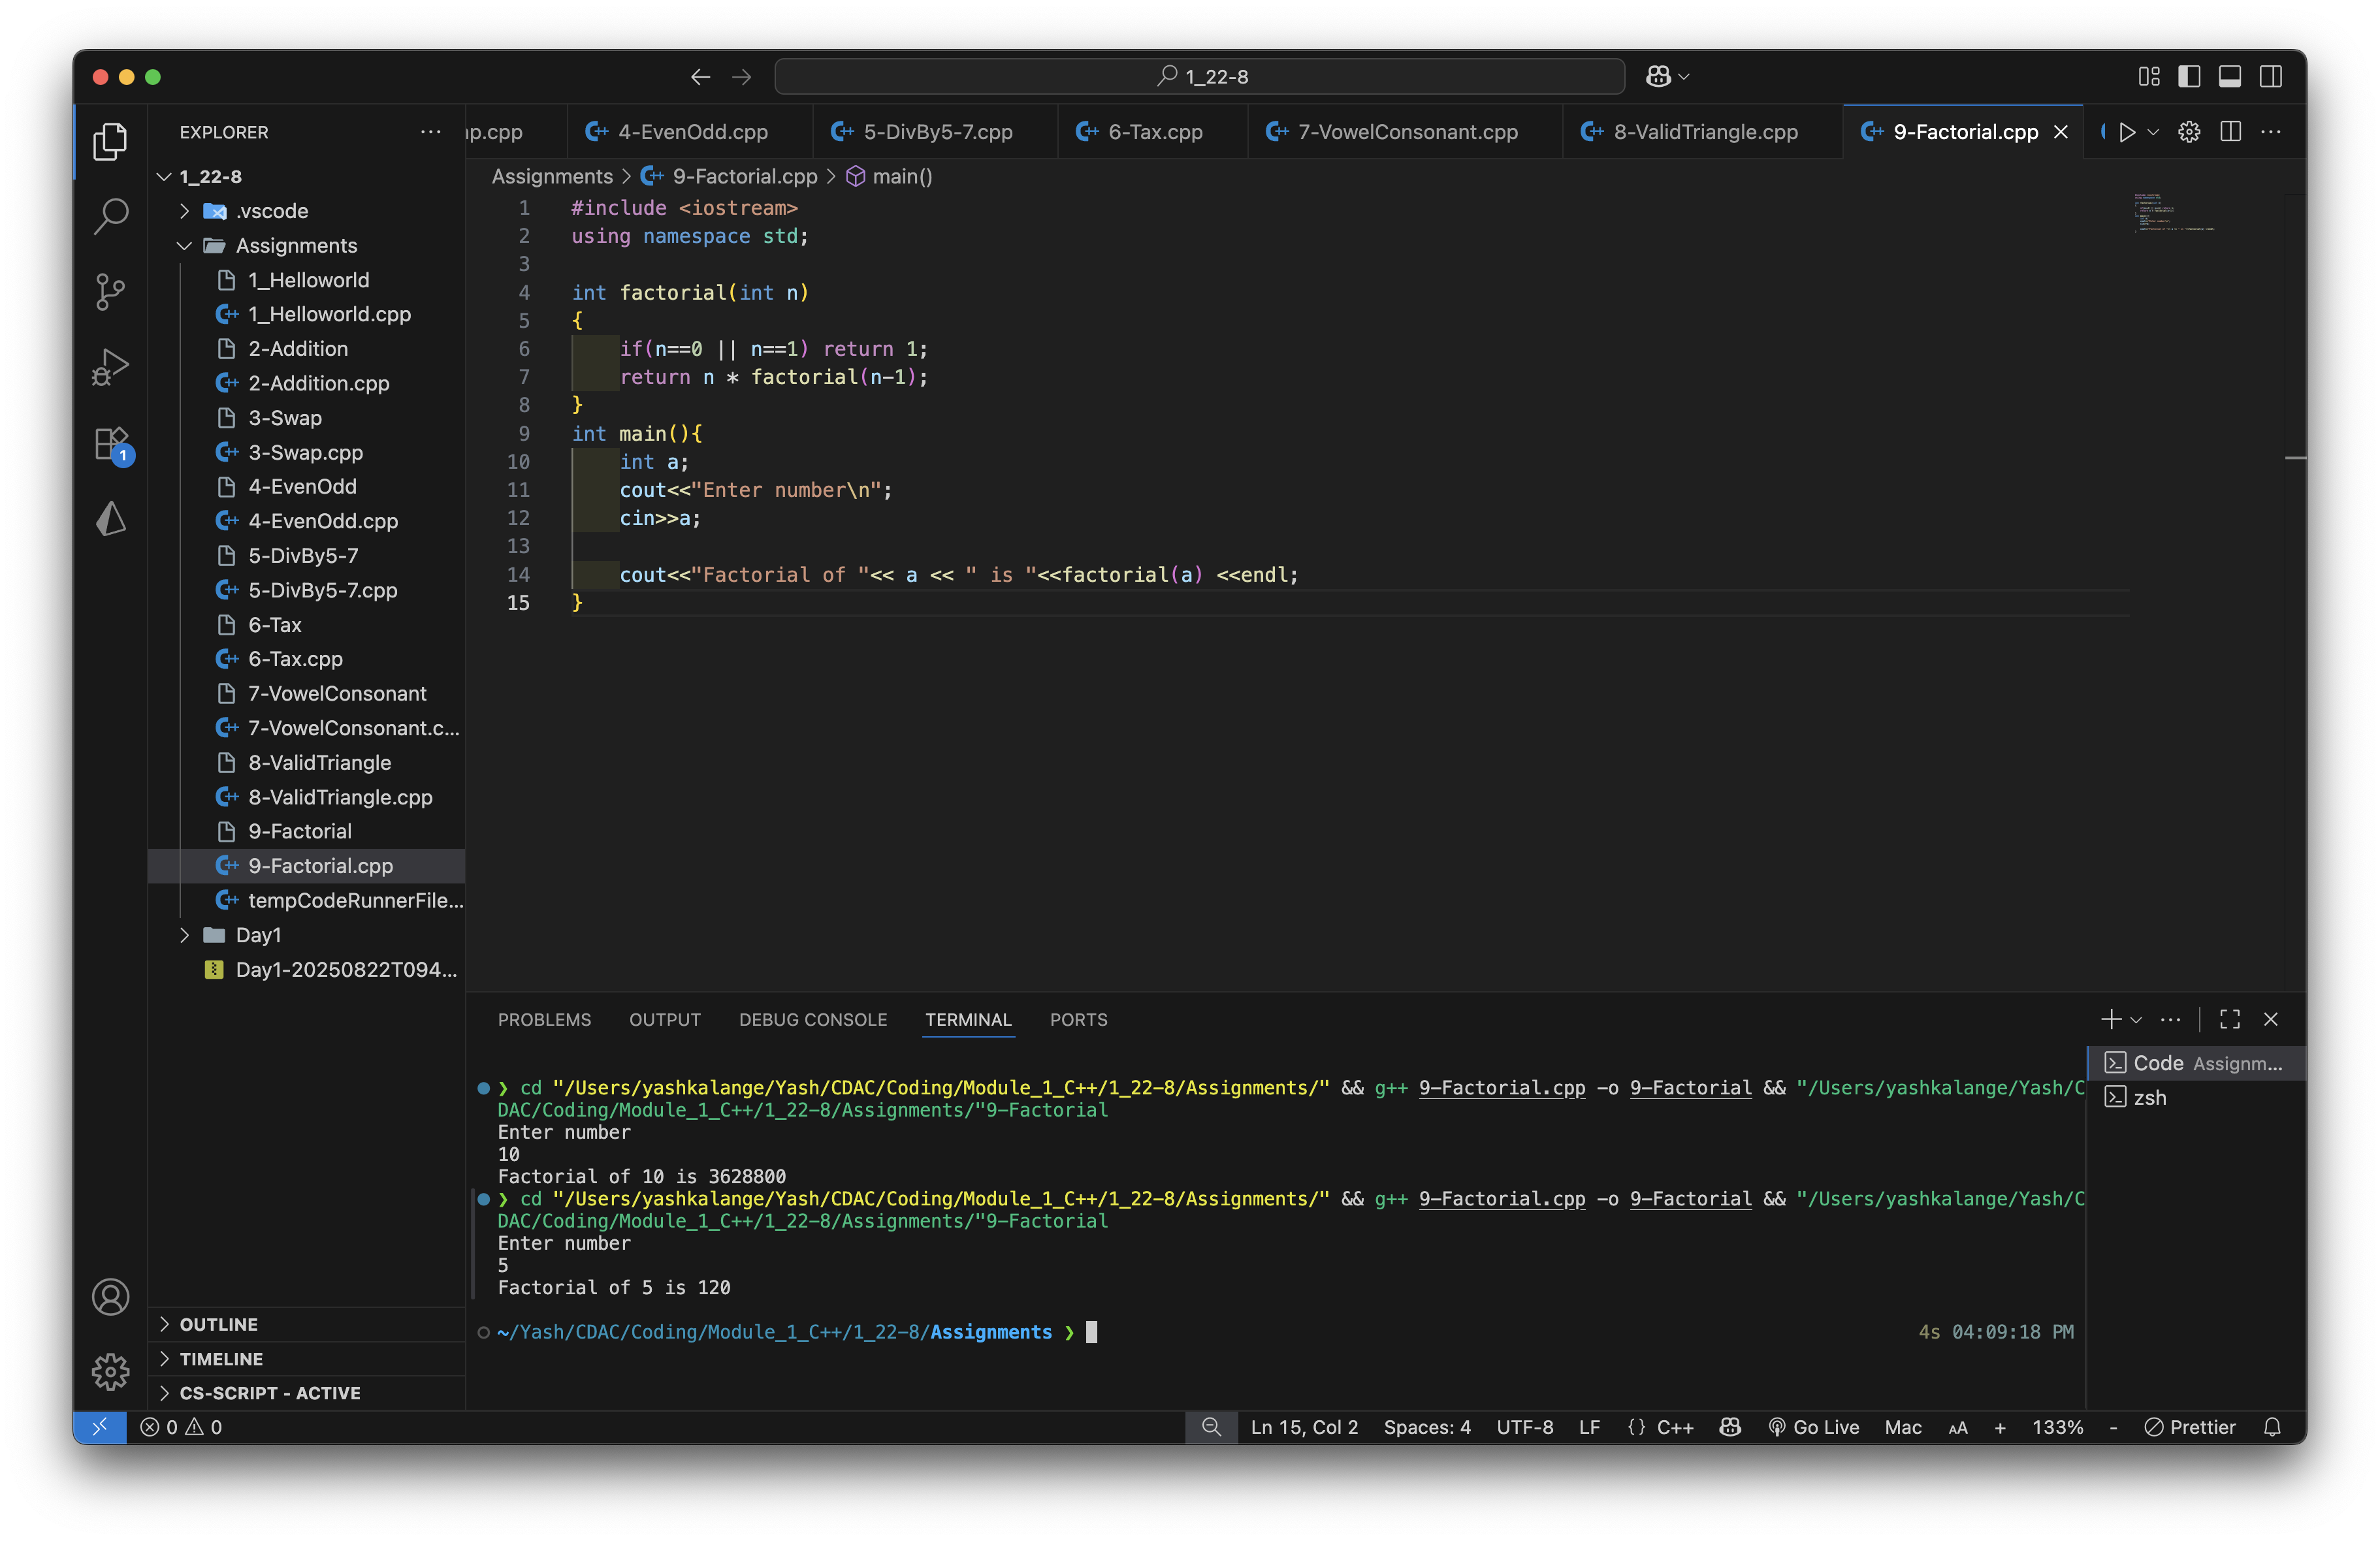 1_22-8
EXPLORER
np.cpp
4-EvenOdd.cpp
5-DivBy5-7.cpp
6-Tax.cpp
7-VowelConsonant.cpp
8-ValidTriangle.cpp
9-Factorial.cpp
1_22-8
.vscode
Assignments
1_Helloworld
1_Helloworld.cpp
2-Addition
2-Addition.cpp
3-Swap
3-Swap.cpp
4-EvenOdd
4-EvenOdd.cpp
5-DivBy5-7
5-DivBy5-7.cpp
6-Tax
6-Tax.cpp
7-VowelConsonant
7-VowelConsonant.c...
8-ValidTriangle
8-ValidTriangle.cpp
9-Factorial
9-Factorial.cpp
tempCodeRunnerFile...
Day1
Day1-20250822T094...
OUTLINE
TIMELINE
CS-SCRIPT - ACTIVE
1
Assignments > 9-Factorial.cpp > main()
1 #include <iostream>
2 using namespace std;
3
4 int factorial(int n)
5 {
6 if(n==0 || n==1) return 1;
7 return n * factorial(n-1);
8 }
9 int main(){
10 int a;
11 cout<<"Enter number\n";
12 cin>>a;
13
14 cout<<"Factorial of "<< a << " is "<<factorial(a) <<endl;
15 }
PROBLEMS OUTPUT DEBUG CONSOLE TERMINAL PORTS
❯ cd "/Users/yashkalange/Yash/CDAC/Coding/Module_1_C++/1_22-8/Assignments/" && g++ 9-Factorial.cpp -o 9-Factorial && "/Users/yashkalange/Yash/C
DAC/Coding/Module_1_C++/1_22-8/Assignments/"9-Factorial
Enter number
10
Factorial of 10 is 3628800
❯ cd "/Users/yashkalange/Yash/CDAC/Coding/Module_1_C++/1_22-8/Assignments/" && g++ 9-Factorial.cpp -o 9-Factorial && "/Users/yashkalange/Yash/C
DAC/Coding/Module_1_C++/1_22-8/Assignments/"9-Factorial
Enter number
5
Factorial of 5 is 120
~/Yash/CDAC/Coding/Module_1_C++/1_22-8/Assignments ❯
4s 04:09:18 PM
Code Assignm...
zsh
0 0
Ln 15, Col 2 Spaces: 4 UTF-8 LF {} C++ Go Live Mac AA + 133% - Prettier